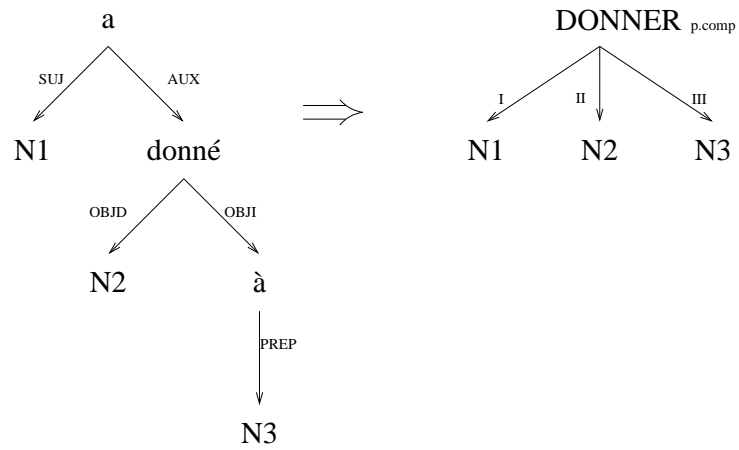 a
DONNER p.comp
SUJ
AUX
I
II
III
N1
donné
N1
N2
N3
OBJD
OBJI
N2
à
PREP
N3